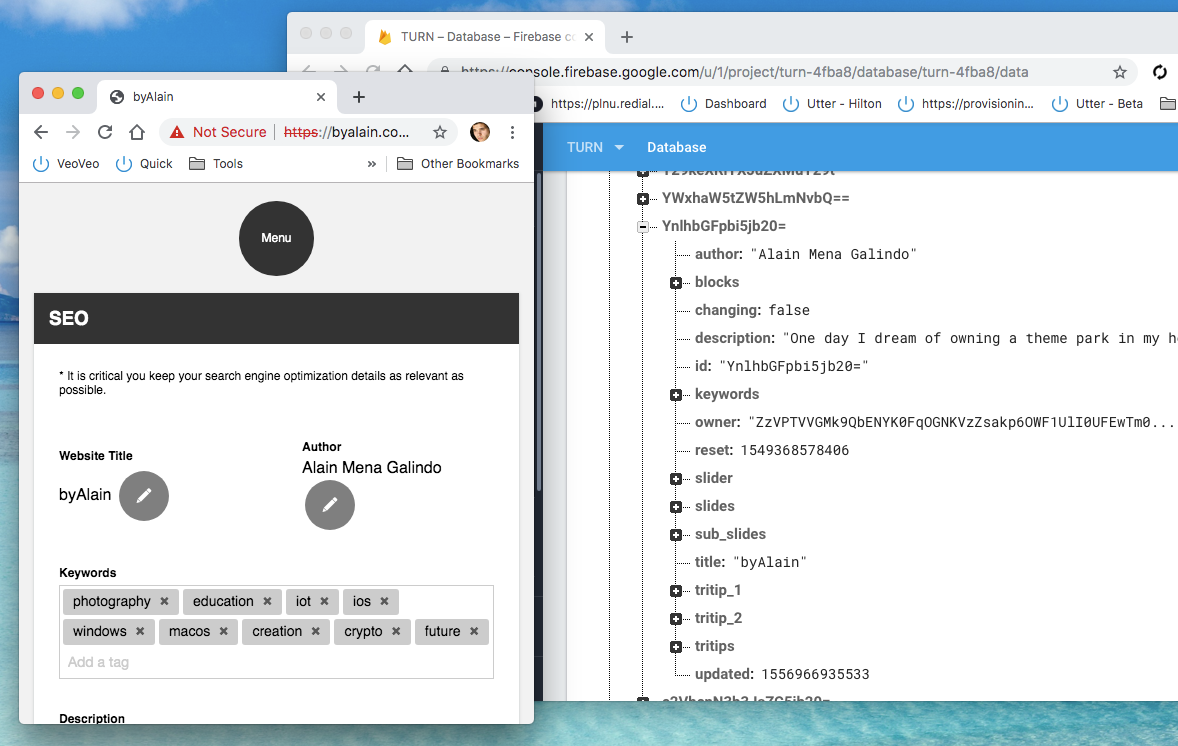 TURN – Database – Firebase co
https://console.firebase.google.com/u/1/project/turn-4fba8/database/turn-4fba8/data
https://plnu.redial.... Dashboard Utter - Hilton https://provisionin... Utter - Beta
TURN Database
YWxhaW5tZW5hLmNvbQ==
YnlhbGFpbi5jb20=
author: "Alain Mena Galindo"
blocks
changing: false
description: "One day I dream of owning a theme park in my h
id: "YnlhbGFpbi5jb20="
keywords
owner: "ZzVPTVVGMk9QbENYK0FqOGNKVzZsakp6OWF1UlI0UFEwTm0...
reset: 1549368578406
slider
slides
sub_slides
title: "byAlain"
tritip_1
tritip_2
tritips
updated: 1556966935533
byAlain
Not Secure https://byalain.co...
VeoVeo Quick Tools » Other Bookmarks
Menu
SEO
* It is critical you keep your search engine optimization details as relevant as
possible.
Website Title
byAlain
Author
Alain Mena Galindo
Keywords
photography education iot ios
windows macos creation crypto future
Add a tag
Description